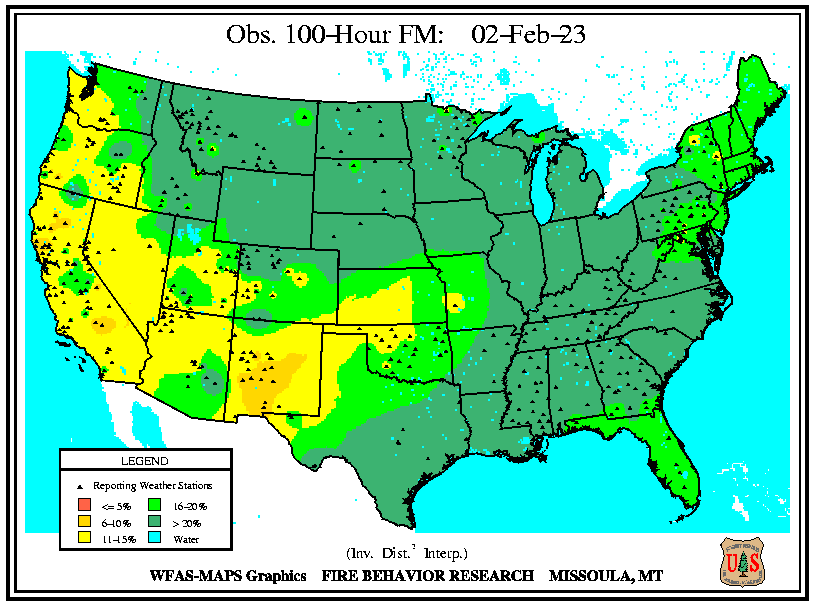 Obs. 100-Hour FM: 02-Feb-23
LEGEND
Reporting Weather Stations
<= 5% 16-20%
6-10% > 20%
11-15% Water
(Inv. Dist.² Interp.)
WFAS-MAPS Graphics FIRE BEHAVIOR RESEARCH MISSOULA, MT
U S